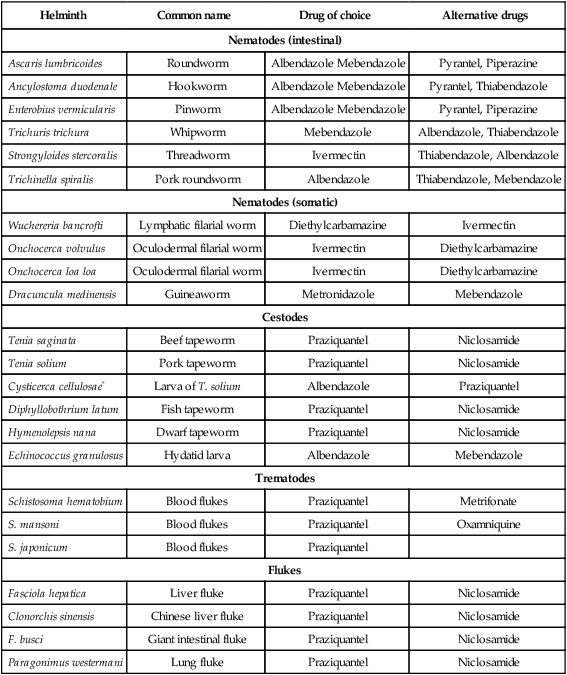 Helminth Common name Drug of choice Alternative drugs
Nematodes (intestinal)
Ascaris lumbricoides Roundworm Albendazole Mebendazole Pyrantel, Piperazine
Ancylostoma duodenale Hookworm Albendazole Mebendazole Pyrantel, Thiabendazole
Enterobius vermicularis Pinworm Albendazole Mebendazole Pyrantel, Piperazine
Trichuris trichura Whipworm Mebendazole Albendazole, Thiabendazole
Strongyloides stercoralis Threadworm Ivermectin Thiabendazole, Albendazole
Trichinella spiralis Pork roundworm Albendazole Thiabendazole, Mebendazole
Nematodes (somatic)
Wuchereria bancrofti Lymphatic filarial worm Diethylcarbamazine Ivermectin
Onchocerca volvulus Oculodermal filarial worm Ivermectin Diethylcarbamazine
Onchocerca loa loa Oculodermal filarial worm Ivermectin Diethylcarbamazine
Dracuncula medinensis Guineaworm Metronidazole Mebendazole
Cestodes
Tenia saginata Beef tapeworm Praziquantel Niclosamide
Tenia solium Pork tapeworm Praziquantel Niclosamide
Cysticerca cellulosae* Larva of T. solium Albendazole Praziquantel
Diphyllobothrium latum Fish tapeworm Praziquantel Niclosamide
Hymenolepsis nana Dwarf tapeworm Praziquantel Niclosamide
Echinococcus granulosus Hydatid larva Albendazole Mebendazole
Trematodes
Schistosoma hematobium Blood flukes Praziquantel Metrifonate
S. mansoni Blood flukes Praziquantel Oxamniquine
S. japonicum Blood flukes Praziquantel
Flukes
Fasciola hepatica Liver fluke Praziquantel Niclosamide
Clonorchis sinensis Chinese liver fluke Praziquantel Niclosamide
F. busci Giant intestinal fluke Praziquantel Niclosamide
Paragonimus westermani Lung fluke Praziquantel Niclosamide